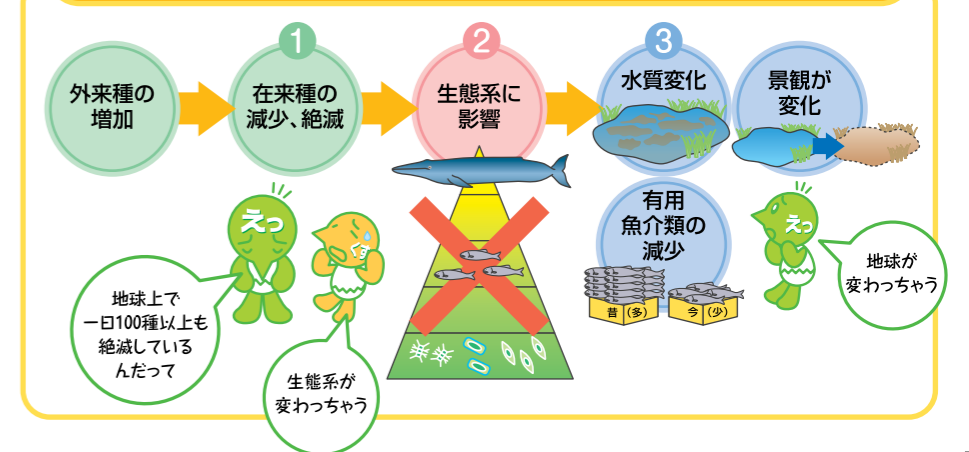 外来種の
増加
1
在来種の
減少、絶滅
2
生態系に
影響
3
水質変化
景観が
変化
有用
魚介類の
減少
昔（多）
今（少）
えっ
くす
えっ
地球上で
一日100種以上も
絶滅している
んだって
生態系が
変わっちゃう
地球が
変わっちゃう